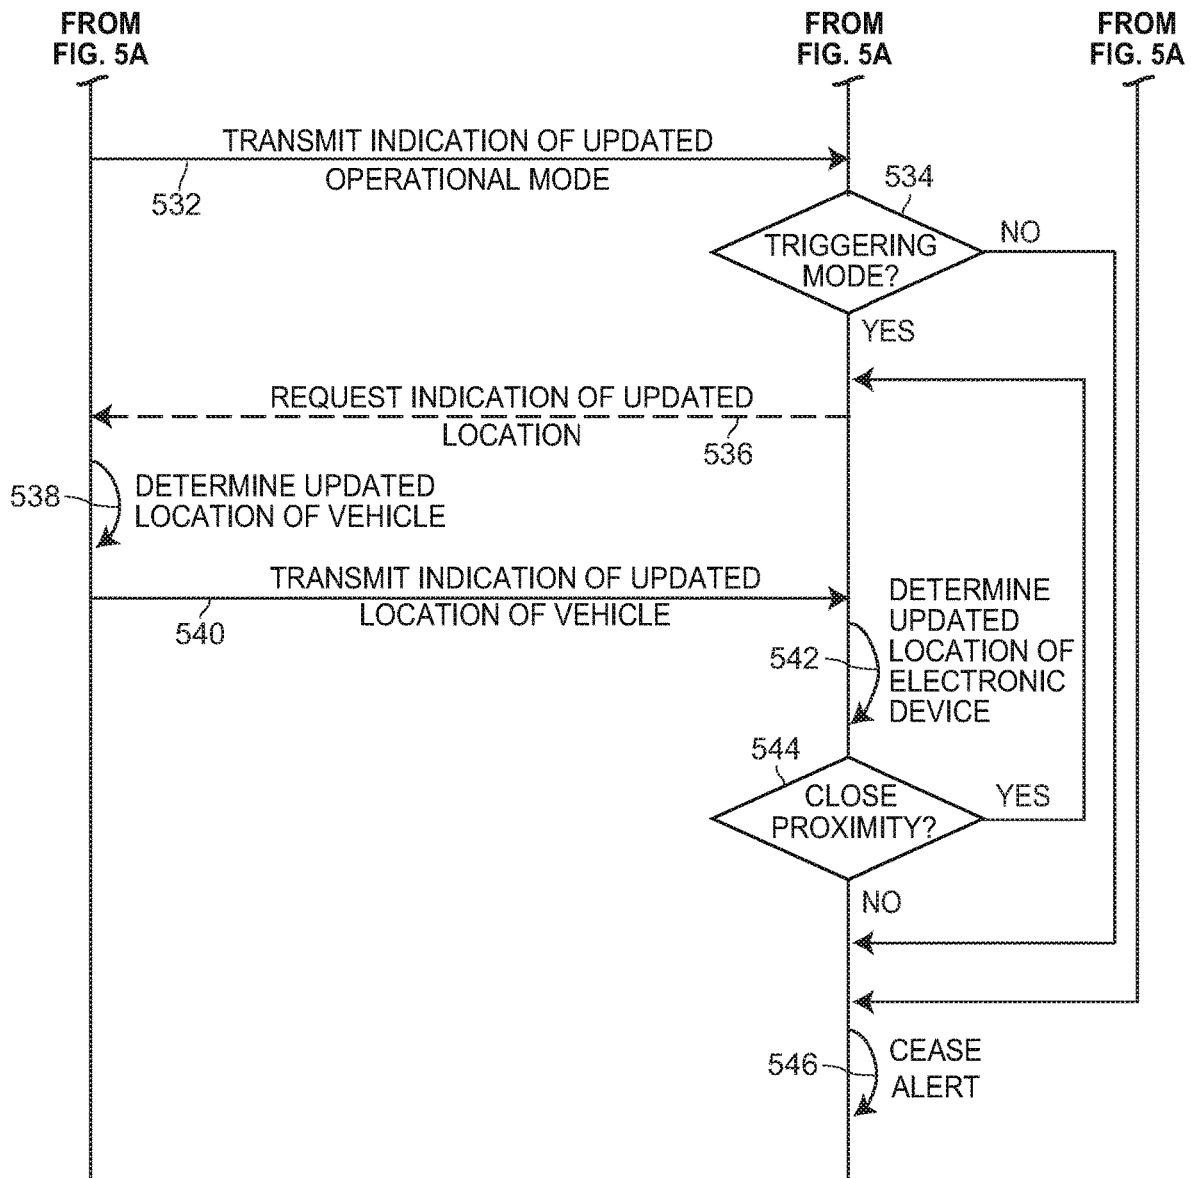 FROM
FIG. 5A
FROM
FIG. 5A
FROM
FIG. 5A
TRANSMIT INDICATION OF UPDATED
OPERATIONAL MODE
532
534
TRIGGERING
MODE?
NO
YES
REQUEST INDICATION OF UPDATED
LOCATION
536
538
DETERMINE UPDATED
LOCATION OF VEHICLE
TRANSMIT INDICATION OF UPDATED
LOCATION OF VEHICLE
540
542
DETERMINE
UPDATED
LOCATION OF
ELECTRONIC
DEVICE
544
CLOSE
PROXIMITY?
YES
NO
546
CEASE
ALERT